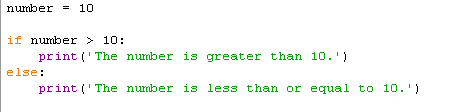 number = 10

if number > 10:
    print('The number is greater than 10.')
else:
    print('The number is less than or equal to 10.')